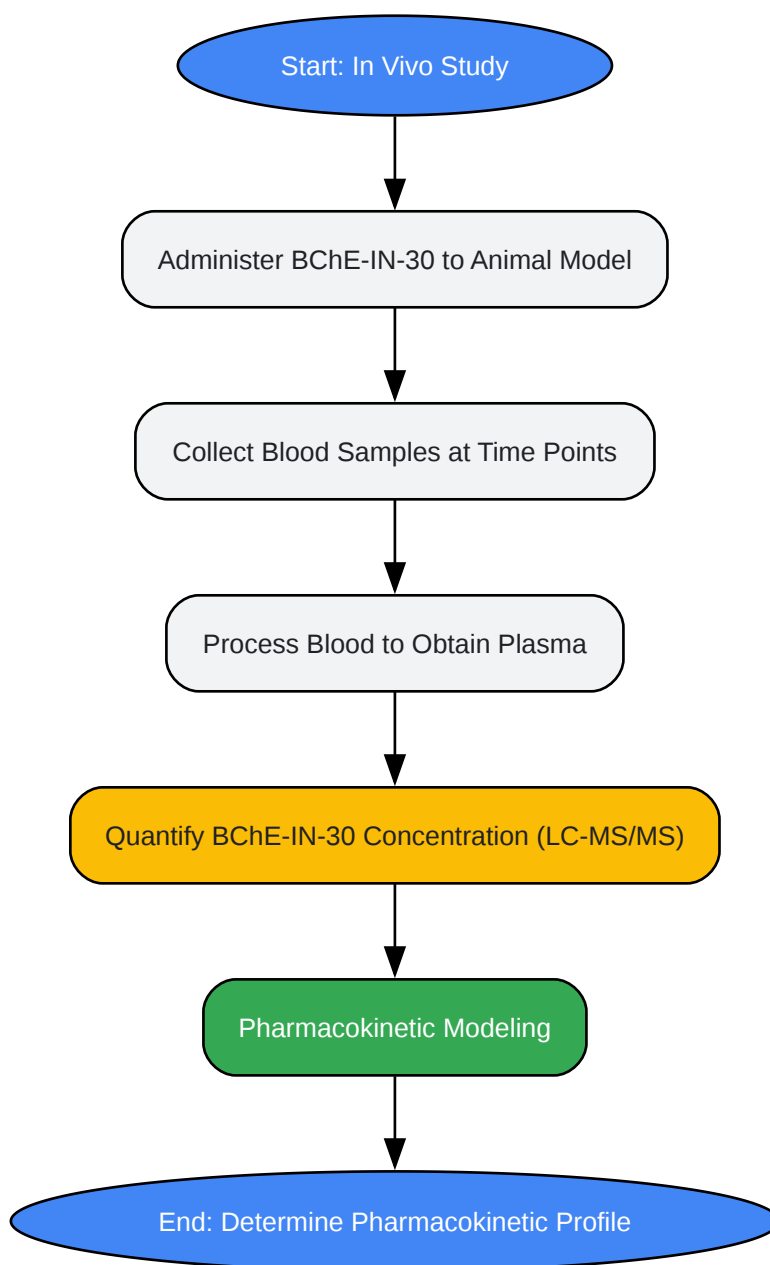 Start: In Vivo Study
Administer BChE-IN-30 to Animal Model
Collect Blood Samples at Time Points
Process Blood to Obtain Plasma
Quantify BChE-IN-30 Concentration (LC-MS/MS)
Pharmacokinetic Modeling
End: Determine Pharmacokinetic Profile